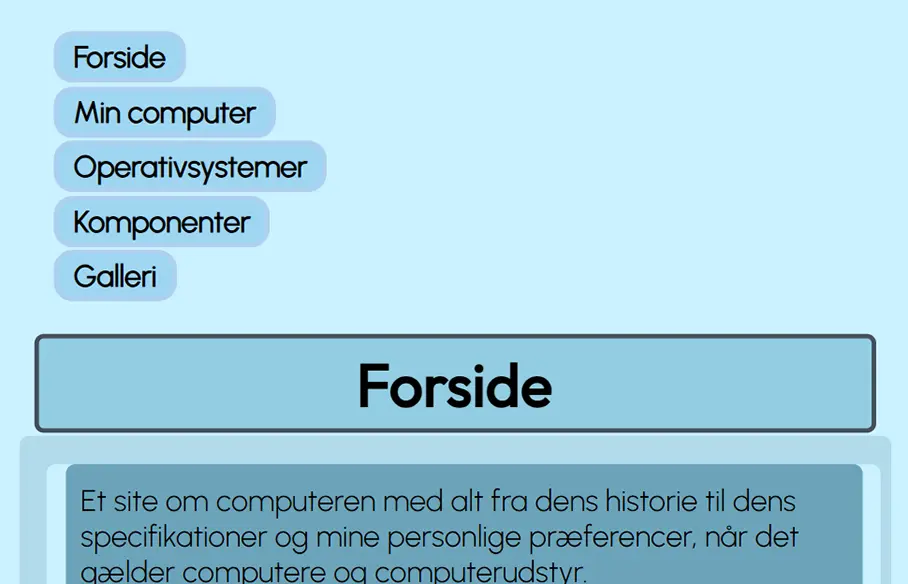 Forside
Min computer
Operativsystemer
Komponenter
Galleri
Forside
Et site om computeren med alt fra dens historie til dens
specifikationer og mine personlige præferencer, når det
gælder computere og computerudstyr.